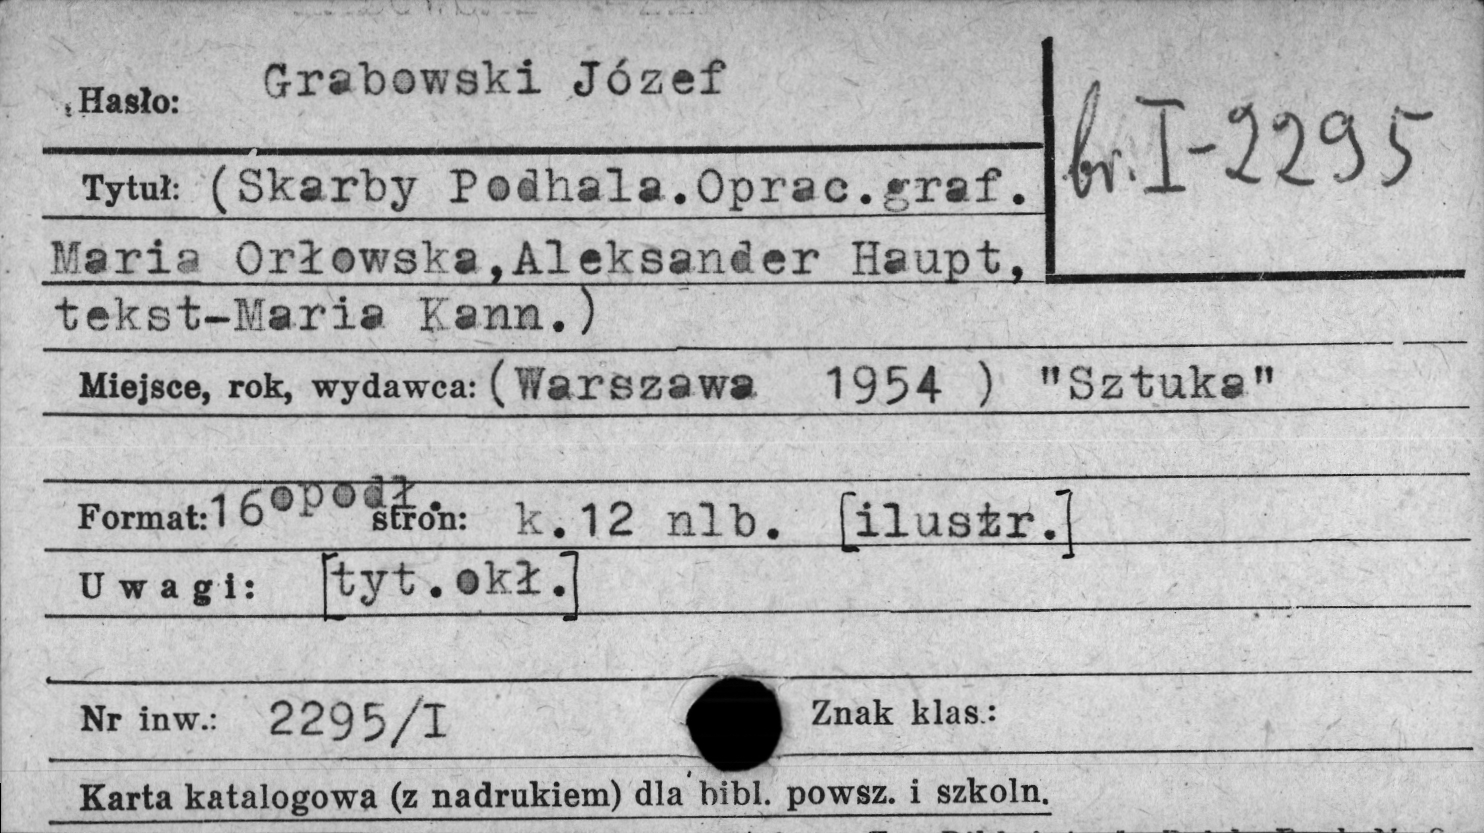 Hasło: Grabowski Józef
br. I-2295
Tytuł: (Skarby Podhala.Oprac.graf.
Maria Orłowska,Aleksander Haupt,
tekst-Maria Kann.)
Miejsce, rok, wydawca: (Warszawa 1954 ) "Sztuka"
Format: 16° podł. stron: k.12 nlb. [ilustr.]
Uwagi: [tyt.okł.]
Nr inw.: 2295/I Znak klas.:
Karta katalogowa (z nadrukiem) dla bibl. powsz. i szkoln.